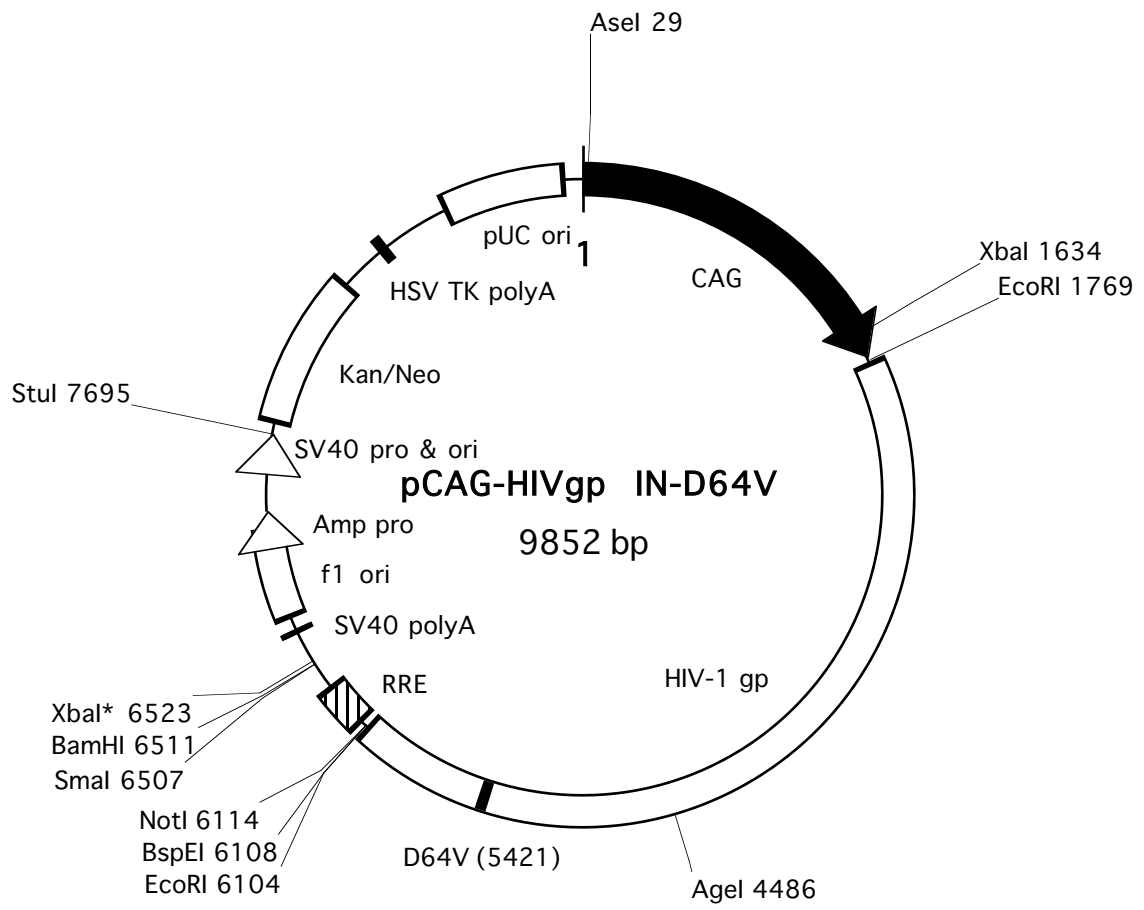 AseI 29
pUC ori
1
XbaI 1634
CAG
EcoRI 1769
HSV TK polyA
Kan/Neo
StuI 7695
SV40 pro & ori
pCAG-HIVgp IN-D64V
Amp pro
9852 bp
f1 ori
SV40 polyA
HIV-1 gp
RRE
XbaI* 6523
BamHI 6511
SmaI 6507
NotI 6114
BspEI 6108
D64V (5421)
EcoRI 6104
AgeI 4486